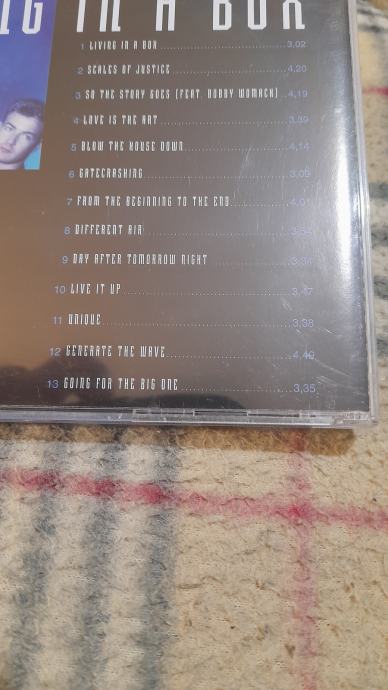 NG IN A BOX
1 LIVING IN A BOX 3,02
2 SCALES OF JUSTICE 4,20
3 SO THE STORY GOES (FEAT. BOBBY WOMACK) 4,19
4 LOVE IS THE ART 3,39
5 BLOW THE HOUSE DOWN 4,14
6 GATECRASHING 3,09
7 FROM THE BEGINNING TO THE END 4,01
8 DIFFERENT AIR
9 DAY AFTER TOMORROW NIGHT
10 LIVE IT UP 3,47
11 UNIQUE 3,38
12 GENERATE THE WAVE 4,49
13 GOING FOR THE BIG ONE 3,35